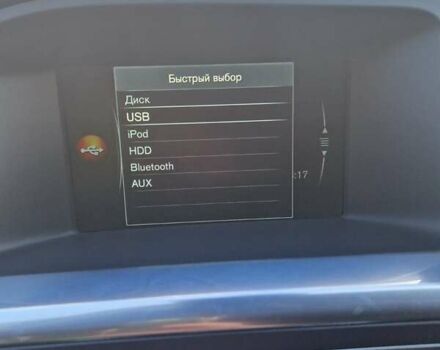 Быстрый выбор
Диск
USB
iPod
HDD
Bluetooth
AUX
:17